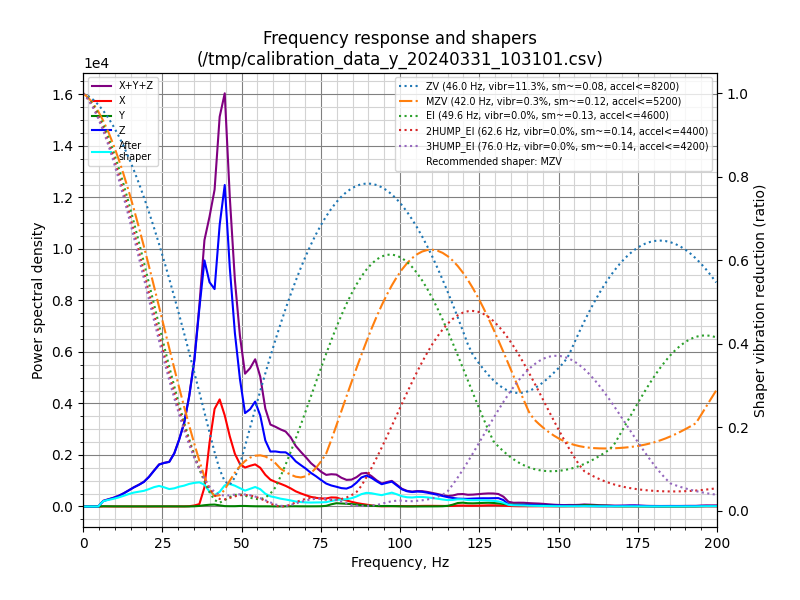 Frequency response and shapers
(/tmp/calibration_data_y_20240331_103101.csv)
1e4
X+Y+Z
X
Y
Z
After
shaper
ZV (46.0 Hz, vibr=11.3%, sm~=0.08, accel<=8200)
MZV (42.0 Hz, vibr=0.3%, sm~=0.12, accel<=5200)
EI (49.6 Hz, vibr=0.0%, sm~=0.13, accel<=4600)
2HUMP_EI (62.6 Hz, vibr=0.0%, sm~=0.14, accel<=4400)
3HUMP_EI (76.0 Hz, vibr=0.0%, sm~=0.14, accel<=4200)
Recommended shaper: MZV
Power spectral density
1.6
1.4
1.2
1.0
0.8
0.6
0.4
0.2
0.0
1.0
0.8
0.6
0.4
0.2
0.0
Shaper vibration reduction (ratio)
0
25
50
75
100
125
150
175
200
Frequency, Hz